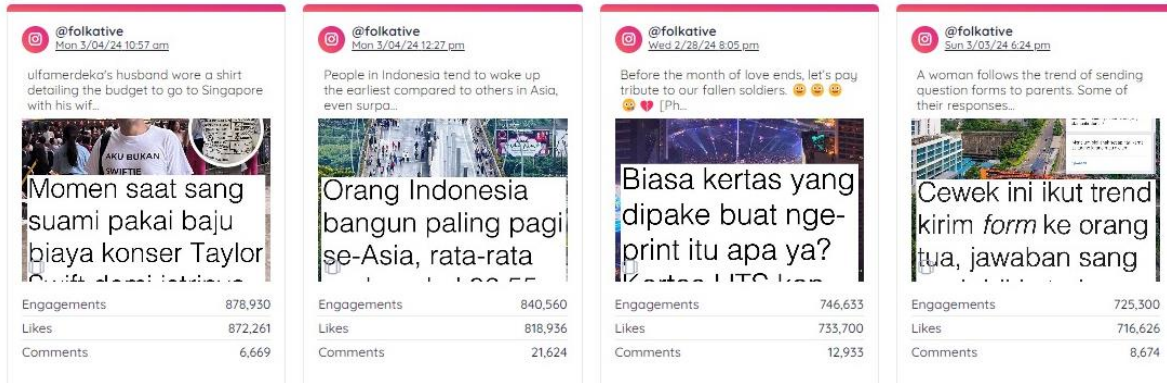 @folkative
Mon 3/04/24 10:57 am
ulfamerdeka's husband wore a shirt
detailing the budget to go to Singapore
with his wif...
AKU BUKAN
SWIFTIE
Momen saat sang
suami pakai baju
biaya konser Taylor
Engagements 878,930
Likes 872,261
Comments 6,669
@folkative
Mon 3/04/24 12:27 pm
People in Indonesia tend to wake up
the earliest compared to others in Asia,
even surpa...
Orang Indonesia
bangun paling pagi
se-Asia, rata-rata
Engagements 840,560
Likes 818,936
Comments 21,624
@folkative
Wed 2/28/24 8:05 pm
Before the month of love ends, let's pay
tribute to our fallen soldiers. 😀 😀 😀
😀 💔 [Ph...
Biasa kertas yang
dipake buat nge-
print itu apa ya?
Engagements 746,633
Likes 733,700
Comments 12,933
@folkative
Sun 3/03/24 6:24 pm
A woman follows the trend of sending
question forms to parents. Some of
their responses...
Cewek ini ikut trend
kirim form ke orang
tua, jawaban sang
Engagements 725,300
Likes 716,626
Comments 8,674